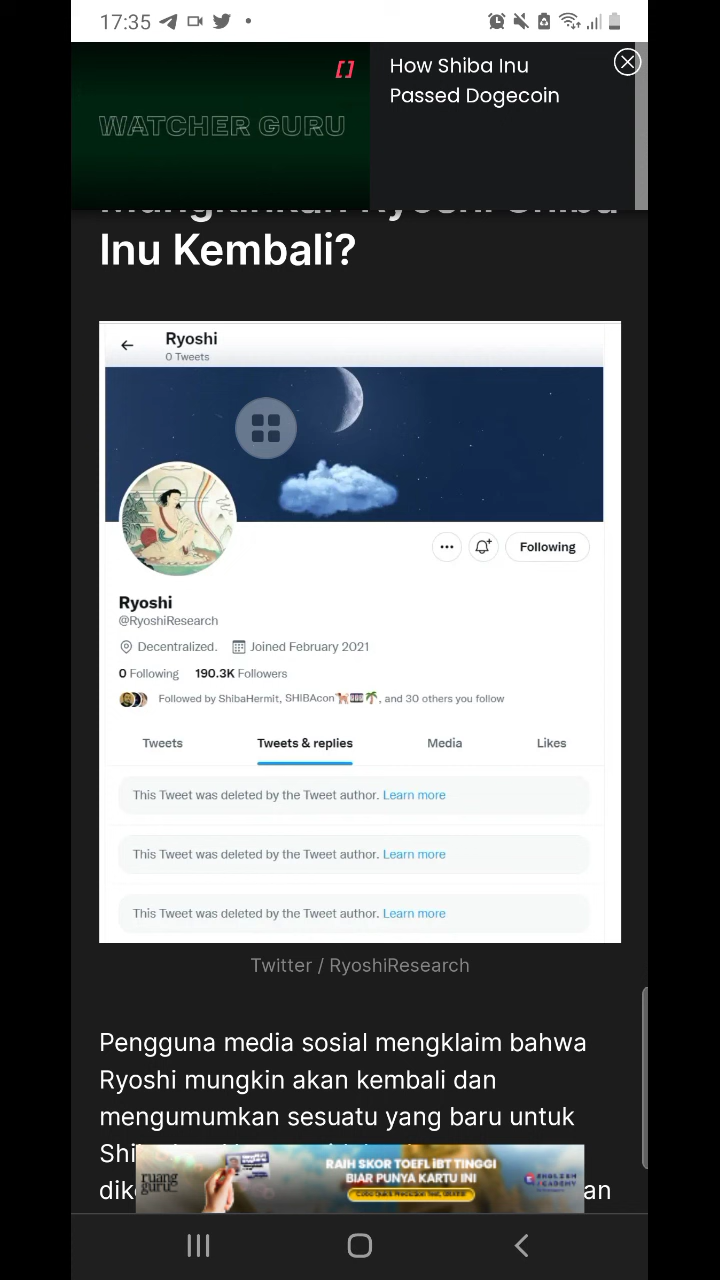 17:35
How Shiba Inu
Passed Dogecoin
WATCHER GURU
Inu Kembali?
Ryoshi
0 Tweets
Following
Ryoshi
@RyoshiResearch
Decentralized. Joined February 2021
0 Following 190.3K Followers
Followed by ShibaHermit, SHIBAcon🐕🎟🌴, and 30 others you follow
Tweets Tweets & replies Media Likes
This Tweet was deleted by the Tweet author. Learn more
This Tweet was deleted by the Tweet author. Learn more
This Tweet was deleted by the Tweet author. Learn more
Twitter / RyoshiResearch
Pengguna media sosial mengklaim bahwa
Ryoshi mungkin akan kembali dan
mengumumkan sesuatu yang baru untuk
ruang
guru
RAIH SKOR TOEFL iBT TINGGI
BIAR PUNYA KARTU INI
ENGLISH
ACADEMY